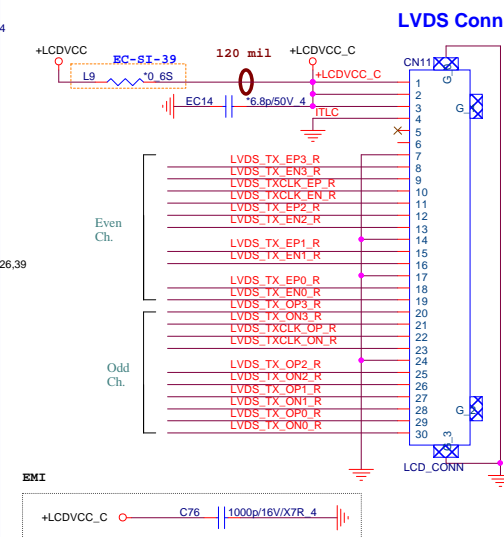 LVDS Conn
4
+LCDVCC
EC-SI-39
120 mil
+LCDVCC_C
CN11
L9
*0_6S
+LCDVCC_C
EC14
*6.8p/50V_4
ITLC
1
2
3
4
5
6
7
8
9
10
11
12
13
14
15
16
17
18
19
20
21
22
23
24
25
26
27
28
29
30
LVDS_TX_EP3_R
LVDS_TX_EN3_R
LVDS_TXCLK_EP_R
LVDS_TXCLK_EN_R
LVDS_TX_EP2_R
LVDS_TX_EN2_R
LVDS_TX_EP1_R
LVDS_TX_EN1_R
LVDS_TX_EP0_R
LVDS_TX_EN0_R
LVDS_TX_OP3_R
LVDS_TX_ON3_R
LVDS_TXCLK_OP_R
LVDS_TXCLK_ON_R
LVDS_TX_OP2_R
LVDS_TX_ON2_R
LVDS_TX_OP1_R
LVDS_TX_ON1_R
LVDS_TX_OP0_R
LVDS_TX_ON0_R
Even
Ch.
26,39
Odd
Ch.
LCD_CONN
EMI
+LCDVCC_C
C76
1000p/16V/X7R_4